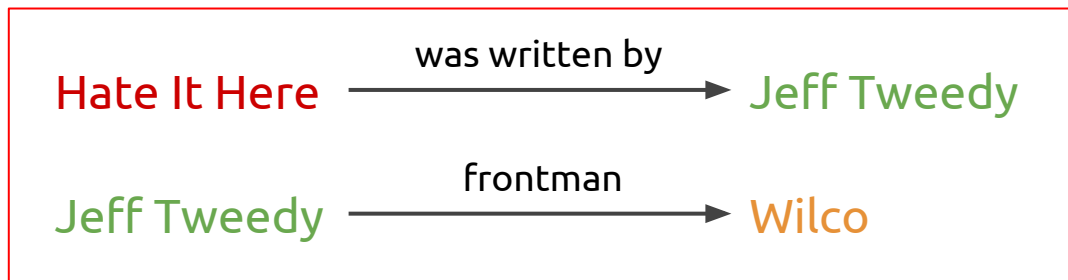 was written by
Hate It Here
Jeff Tweedy
frontman
Jeff Tweedy
Wilco